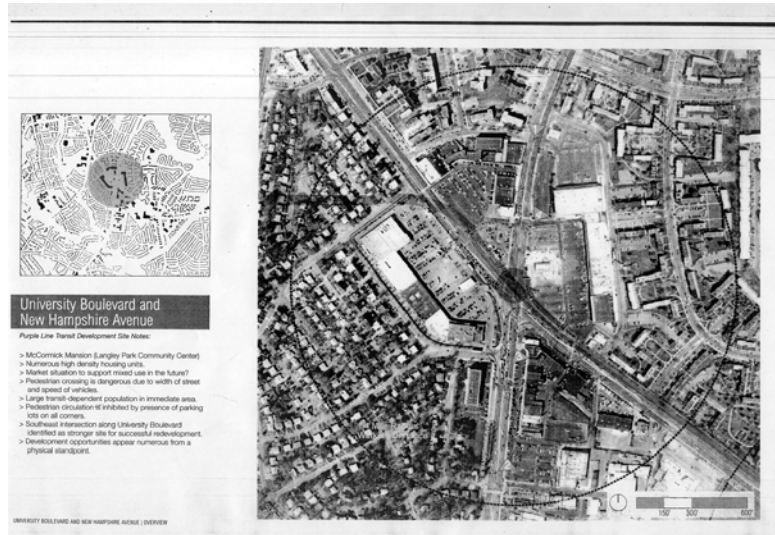 University Boulevard and
New Hampshire Avenue
Purple Line Transit Development Site Notes:
> McCormick Mansion (Langley Park Community Center)
> Numerous high density housing units.
> Market situation to support mixed use in the future?
> Pedestrian crossing is dangerous due to width of street
and speed of vehicles.
> Large transit-dependent population in immediate area.
> Pedestrian circulation inhibited by presence of parking
lots on all corners.
> Southeast intersection along University Boulevard
identified as stronger site for successful redevelopment.
> Development opportunities appear numerous from a
physical standpoint.
UNIVERSITY BOULEVARD AND NEW HAMPSHIRE AVENUE | OVERVIEW
150' 300' 600'